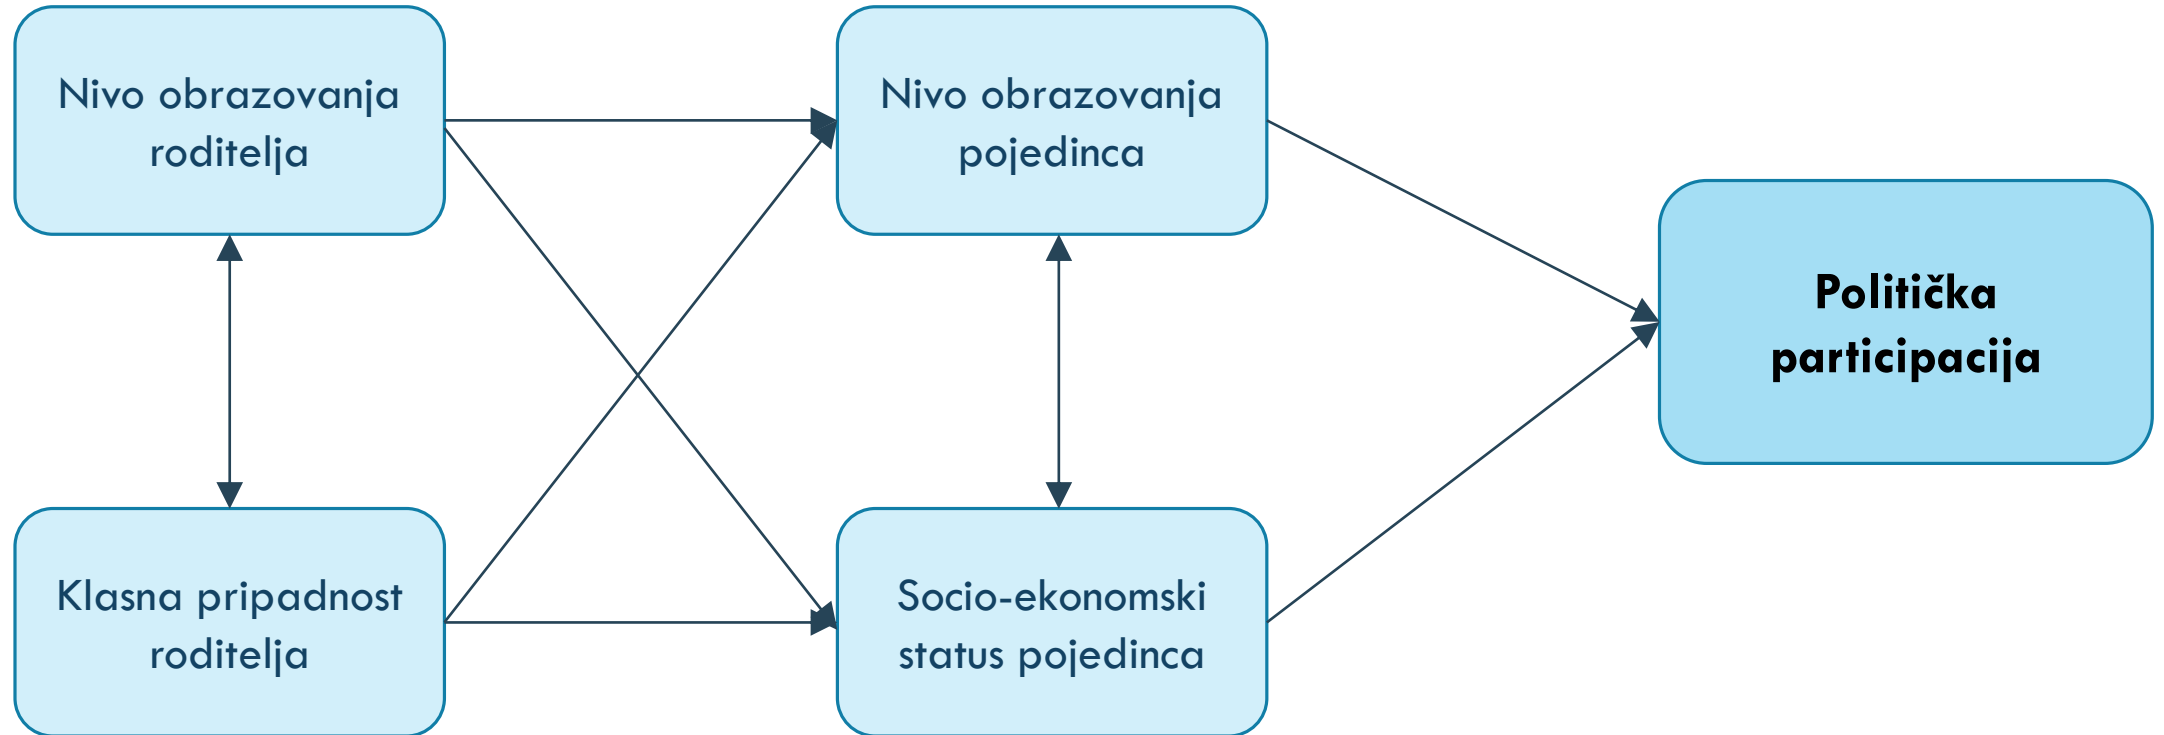 Nivo obrazovanja
roditelja
Nivo obrazovanja
pojedinca
Politička
participacija
Klasna pripadnost
roditelja
Socio-ekonomski
status pojedinca